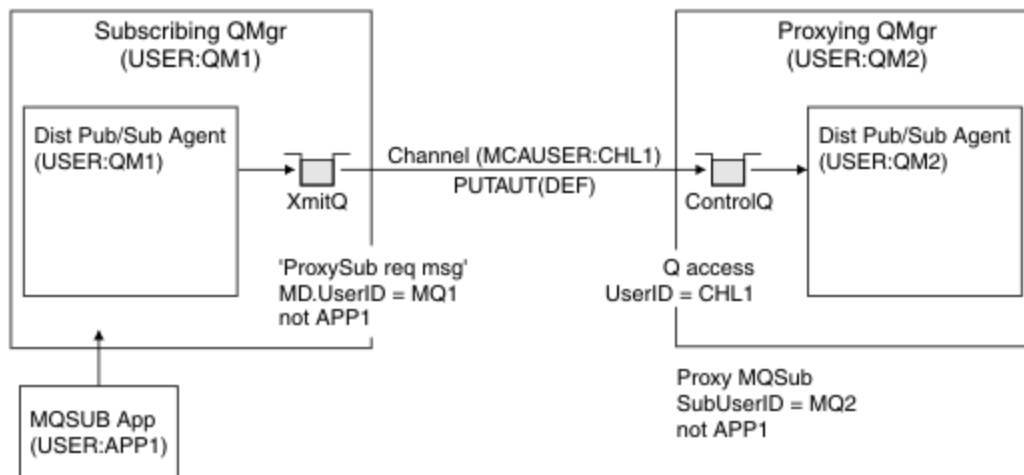 Subscribing QMgr
(USER:QM1)
Dist Pub/Sub Agent
(USER:QM1)
XmitQ
'ProxySub req msg'
MD.UserID = MQ1
not APP1
MQSUB App
(USER:APP1)
Channel (MCAUSER:CHL1)
PUTAUT(DEF)
Proxying QMgr
(USER:QM2)
ControlQ
Dist Pub/Sub Agent
(USER:QM2)
Q access
UserID = CHL1
Proxy MQSub
SubUserID = MQ2
not APP1